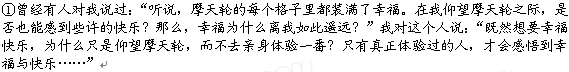 ①曾经有人对我说过：“听说，摩天轮的每个格子里都装满了幸福。在我仰望摩天轮之际，是
否也能感到些许的快乐？那么，幸福为什么离我如此遥远？”我对这个人说：“既然想要幸福
快乐，为什么只是仰望摩天轮，而不去亲身体验一番？只有真正体验过的人，才会感悟到幸
福与快乐……”